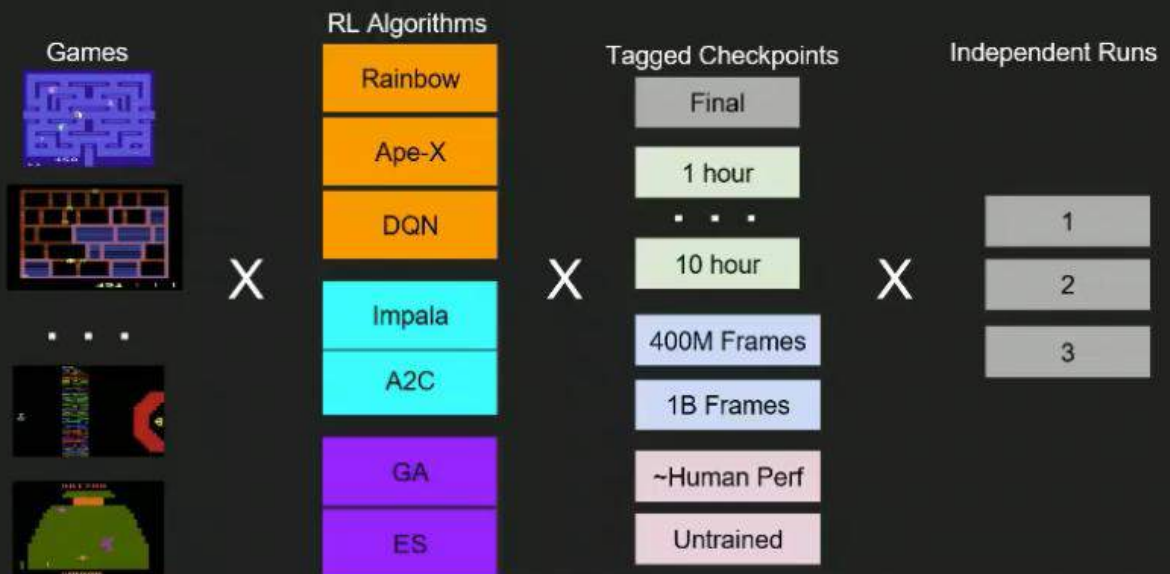 Games
RL Algorithms
Rainbow
Ape-X
DQN
Impala
A2C
GA
ES
Tagged Checkpoints
Final
1 hour
. . .
10 hour
400M Frames
1B Frames
~Human Perf
Untrained
Independent Runs
1
2
3
. . .
X
X
X